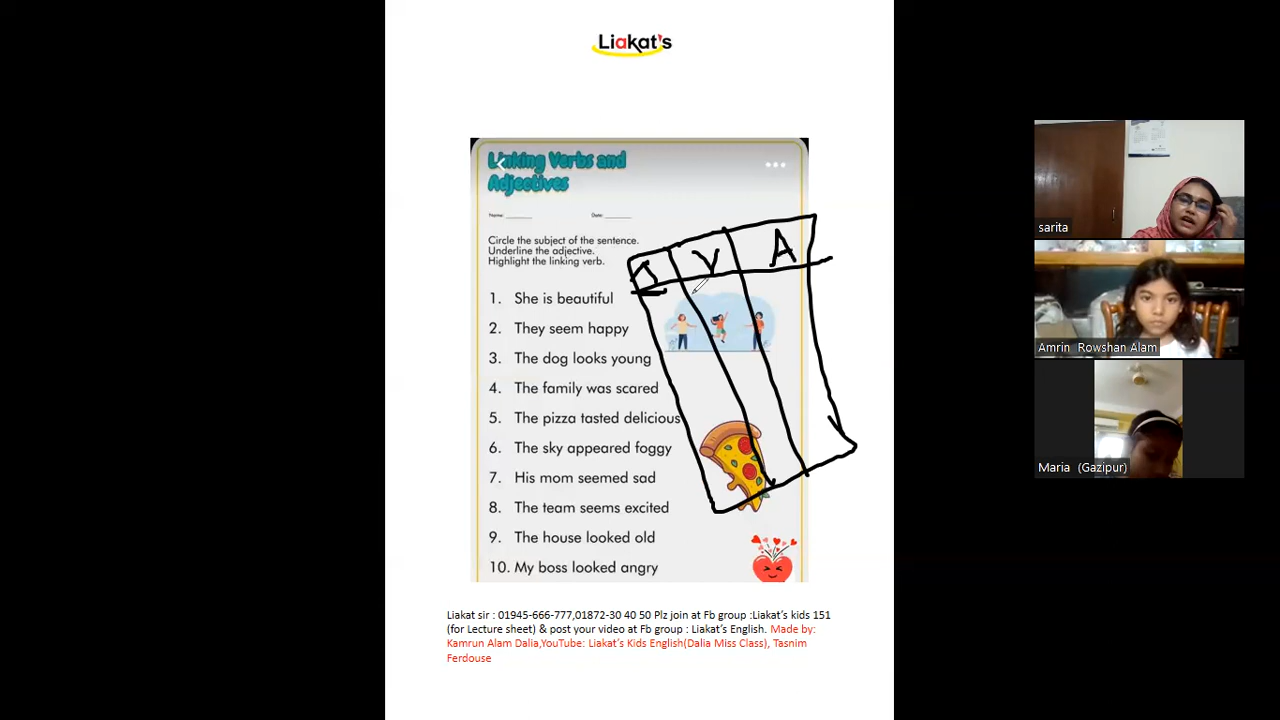 Liakat's
Linking Verbs and
Adjectives
Name: ______ Date: ______
Circle the subject of the sentence.
Underline the adjective.
Highlight the linking verb.
V A
1. She is beautiful
2. They seem happy
3. The dog looks young
4. The family was scared
5. The pizza tasted delicious
6. The sky appeared foggy
7. His mom seemed sad
8. The team seems excited
9. The house looked old
10. My boss looked angry
Liakat sir : 01945-666-777,01872-30 40 50 Plz join at Fb group :Liakat's kids 151
(for Lecture sheet) & post your video at Fb group : Liakat's English. Made by:
Kamrun Alam Dalia,YouTube: Liakat's Kids English(Dalia Miss Class), Tasnim
Ferdouse
sarita
Amrin Rowshan Alam
Maria (Gazipur)